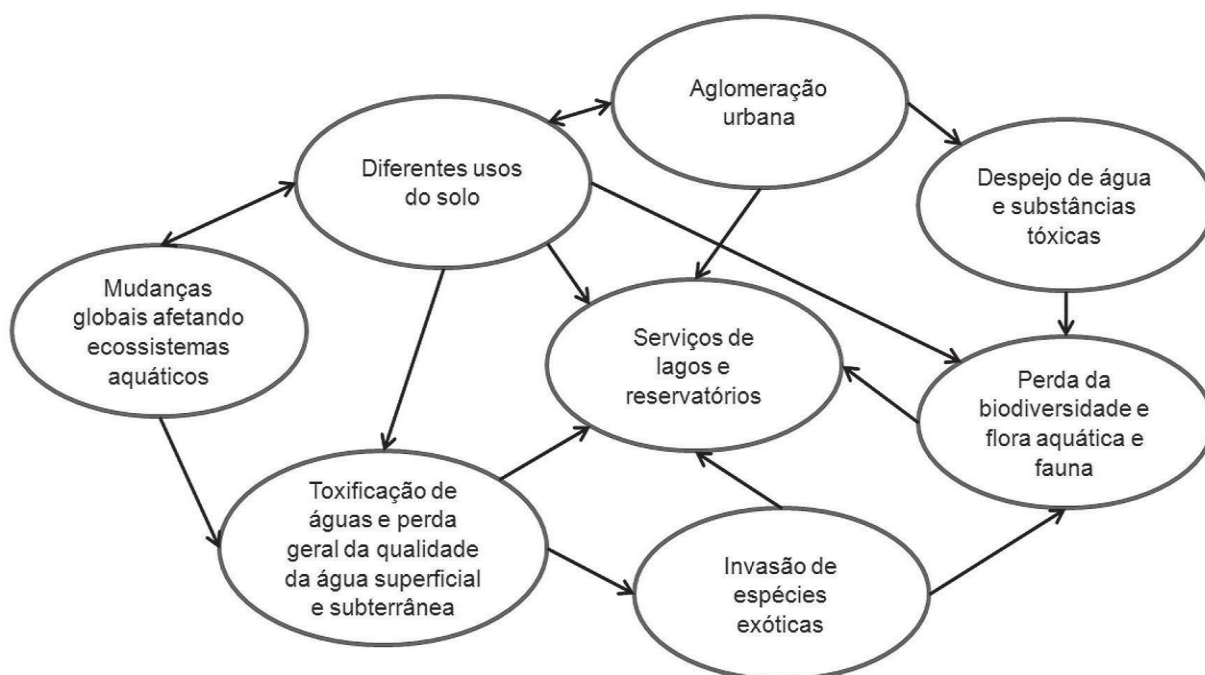 Aglomeração
urbana
Diferentes usos
do solo
Despejo de água
e substâncias
tóxicas
Mudanças
globais afetando
ecossistemas
aquáticos
Serviços de
lagos e
reservatórios
Perda da
biodiversidade e
flora aquática e
fauna
Toxificação de
águas e perda
geral da qualidade
da água superficial
e subterrânea
Invasão de
espécies
exóticas